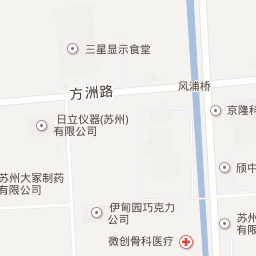 三星显示食堂
方洲路
风浦桥
日立仪器(苏州)
有限公司
京隆科
颀中
苏州大冢制药
有限公司
伊甸园巧克力
公司
苏州
有限
微创骨科医疗